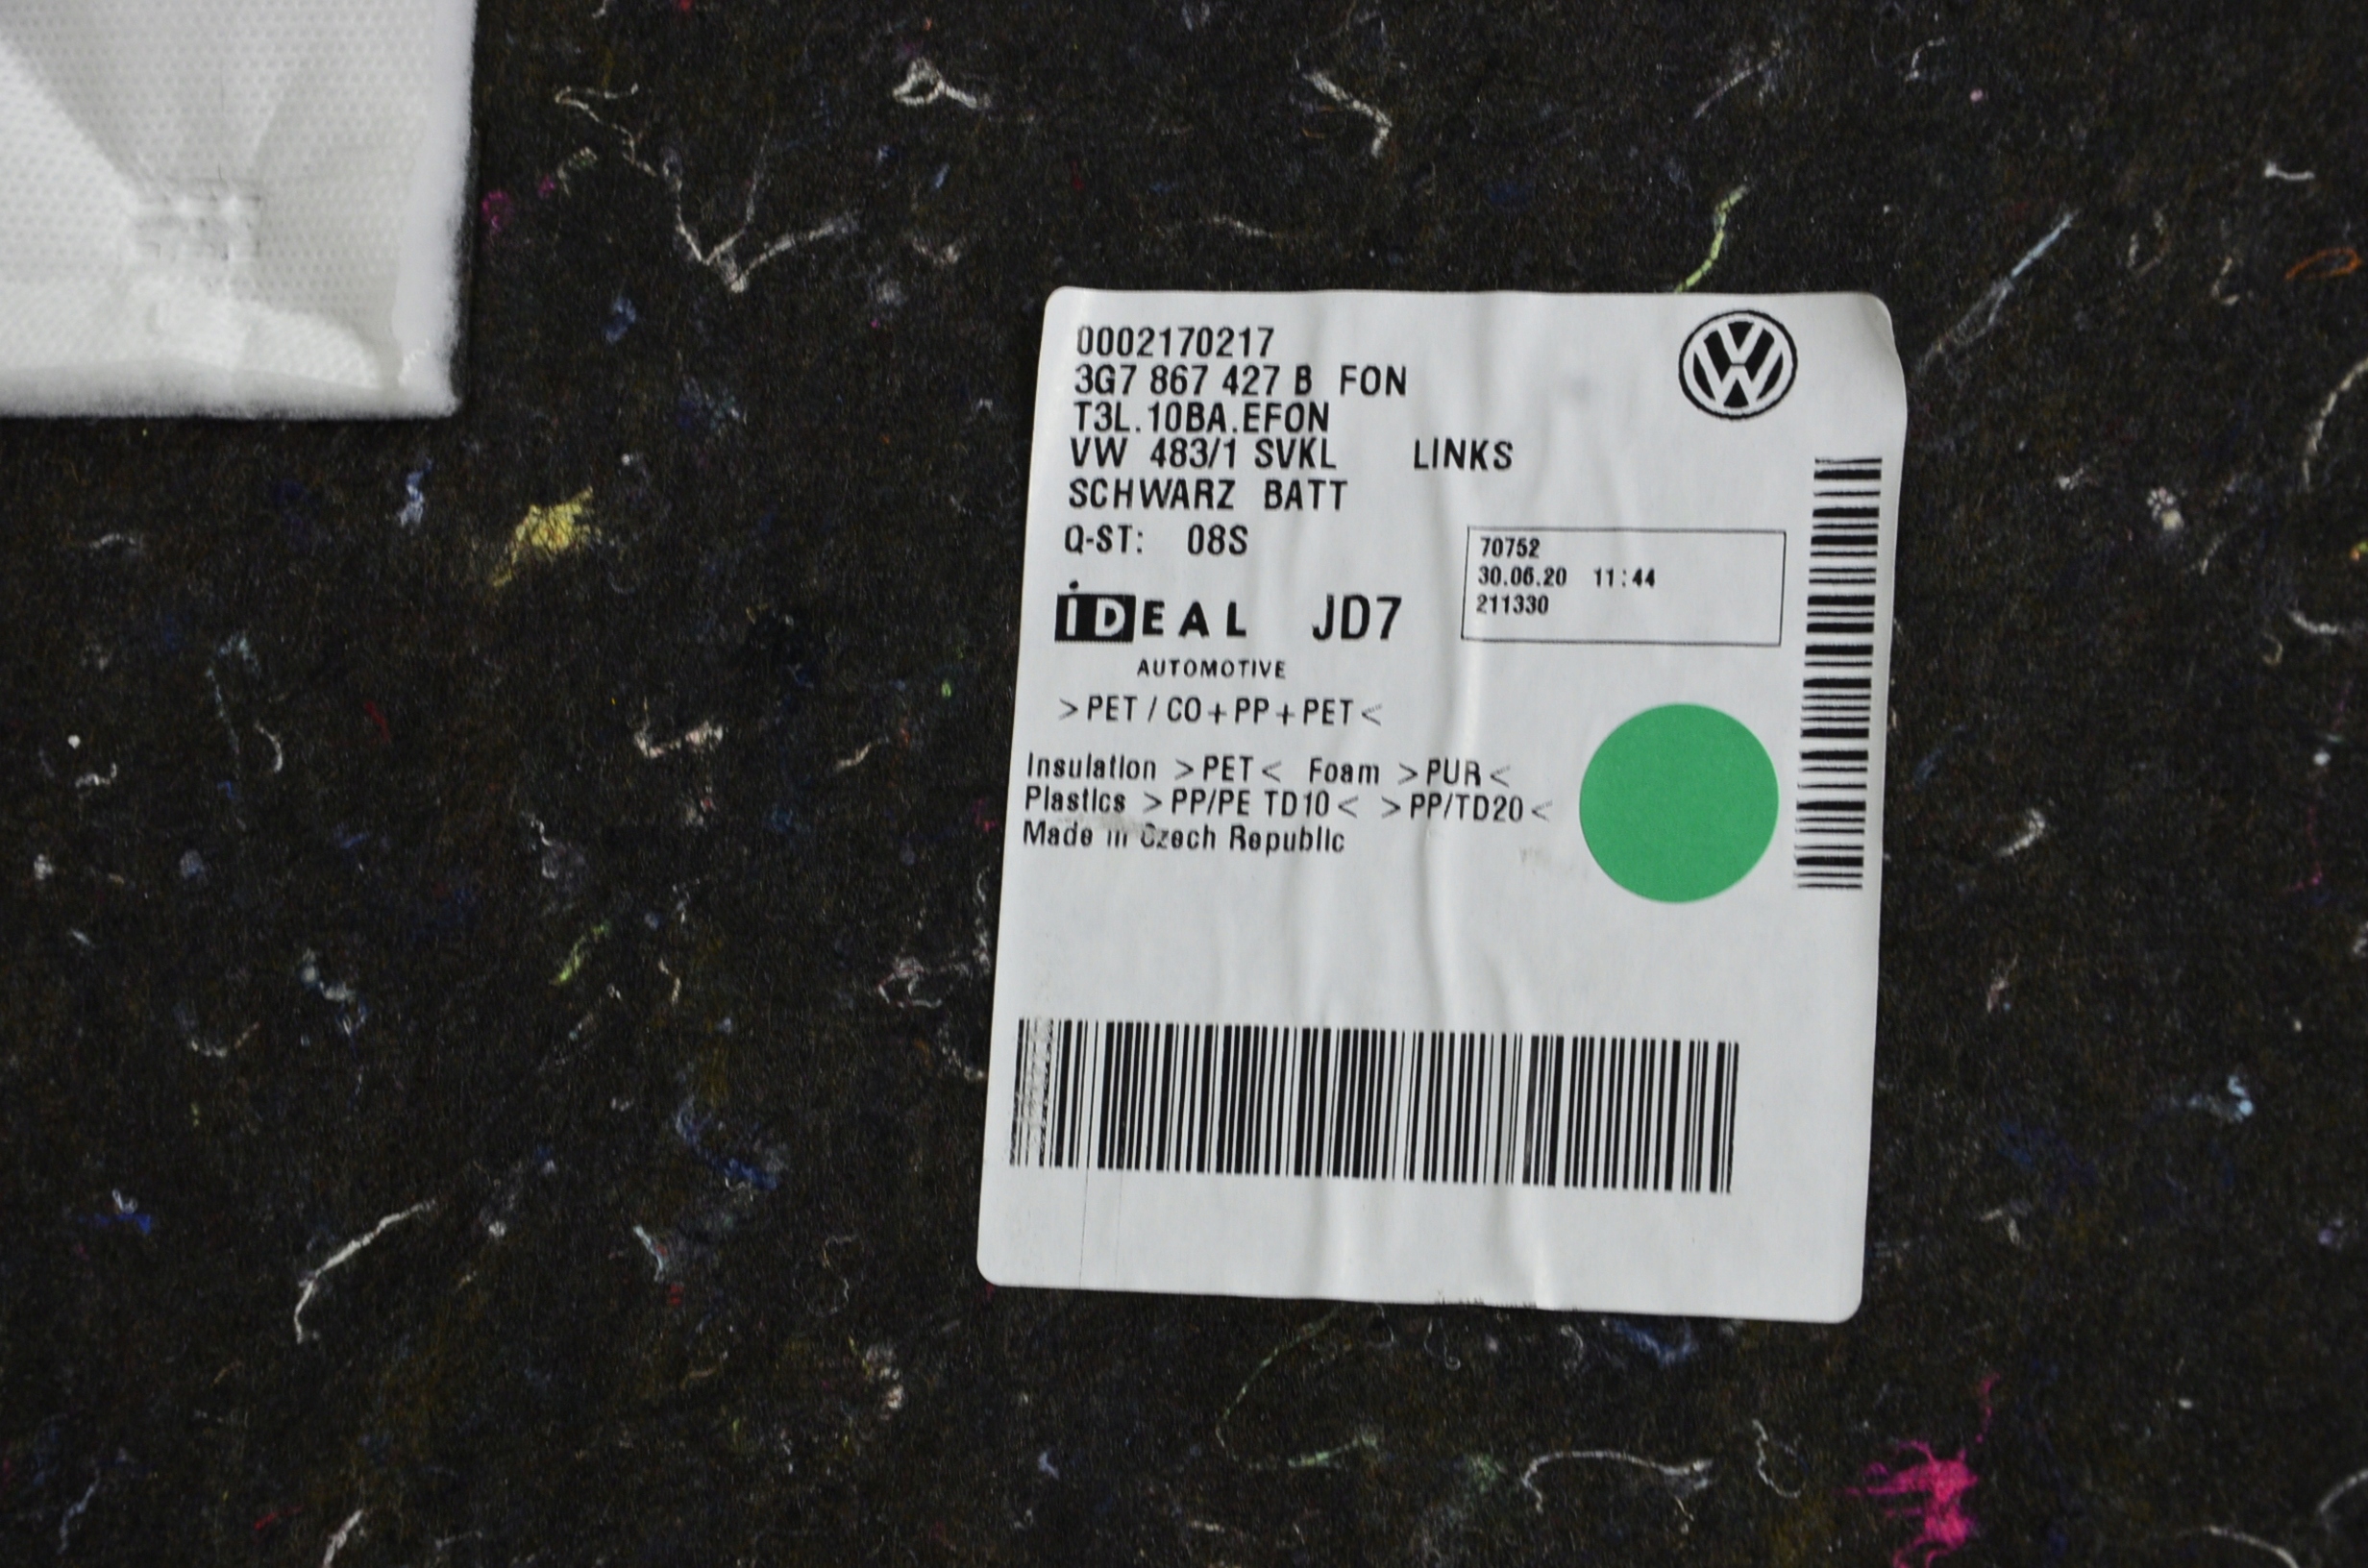 0002170217
3G7 867 427 B FON
T3L.10BA.EFON
VW 483/1 SVKL LINKS
SCHWARZ BATT
Q-ST: 08S
70752
30.06.20 11:44
211330
iDEAL JD7
AUTOMOTIVE
>PET/CO+PP+PET<
Insulation >PET< Foam >PUR<
Plastics >PP/PE TD10< >PP/TD20<
Made in Czech Republic